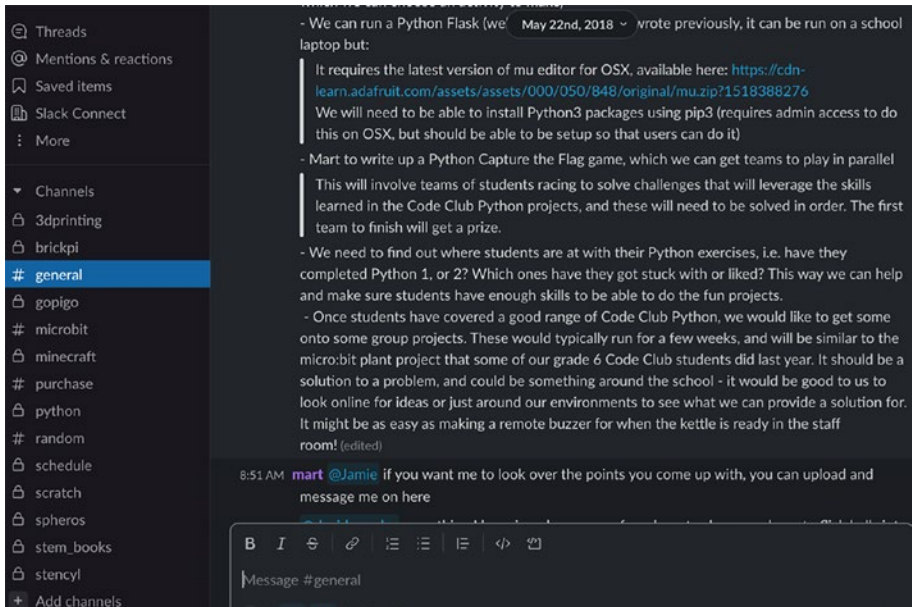 Threads
Mentions & reactions
Saved items
Slack Connect
More
Channels
3dprinting
brickpi
# general
gopigo
# microbit
minecraft
# purchase
python
# random
schedule
scratch
spheros
stem_books
stencyl
+ Add channels
May 22nd, 2018
- We can run a Python Flask (we wrote previously, it can be run on a school
laptop but:
It requires the latest version of mu editor for OSX, available here: https://cdn-
learn.adafruit.com/assets/assets/000/050/848/original/mu.zip?1518388276
We will need to be able to install Python3 packages using pip3 (requires admin access to do
this on OSX, but should be able to be setup so that users can do it)
- Mart to write up a Python Capture the Flag game, which we can get teams to play in parallel
This will involve teams of students racing to solve challenges that will leverage the skills
learned in the Code Club Python projects, and these will need to be solved in order. The first
team to finish will get a prize.
- We need to find out where students are at with their Python exercises, i.e. have they
completed Python 1, or 2? Which ones have they got stuck with or liked? This way we can help
and make sure students have enough skills to be able to do the fun projects.
- Once students have covered a good range of Code Club Python, we would like to get some
onto some group projects. These would typically run for a few weeks, and will be similar to the
micro:bit plant project that some of our grade 6 Code Club students did last year. It should be a
solution to a problem, and could be something around the school - it would be good to us to
look online for ideas or just around our environments to see what we can provide a solution for.
It might be as easy as making a remote buzzer for when the kettle is ready in the staff
room! (edited)
8:51 AM mart @Jamie if you want me to look over the points you come up with, you can upload and
message me on here
B I S
Message #general